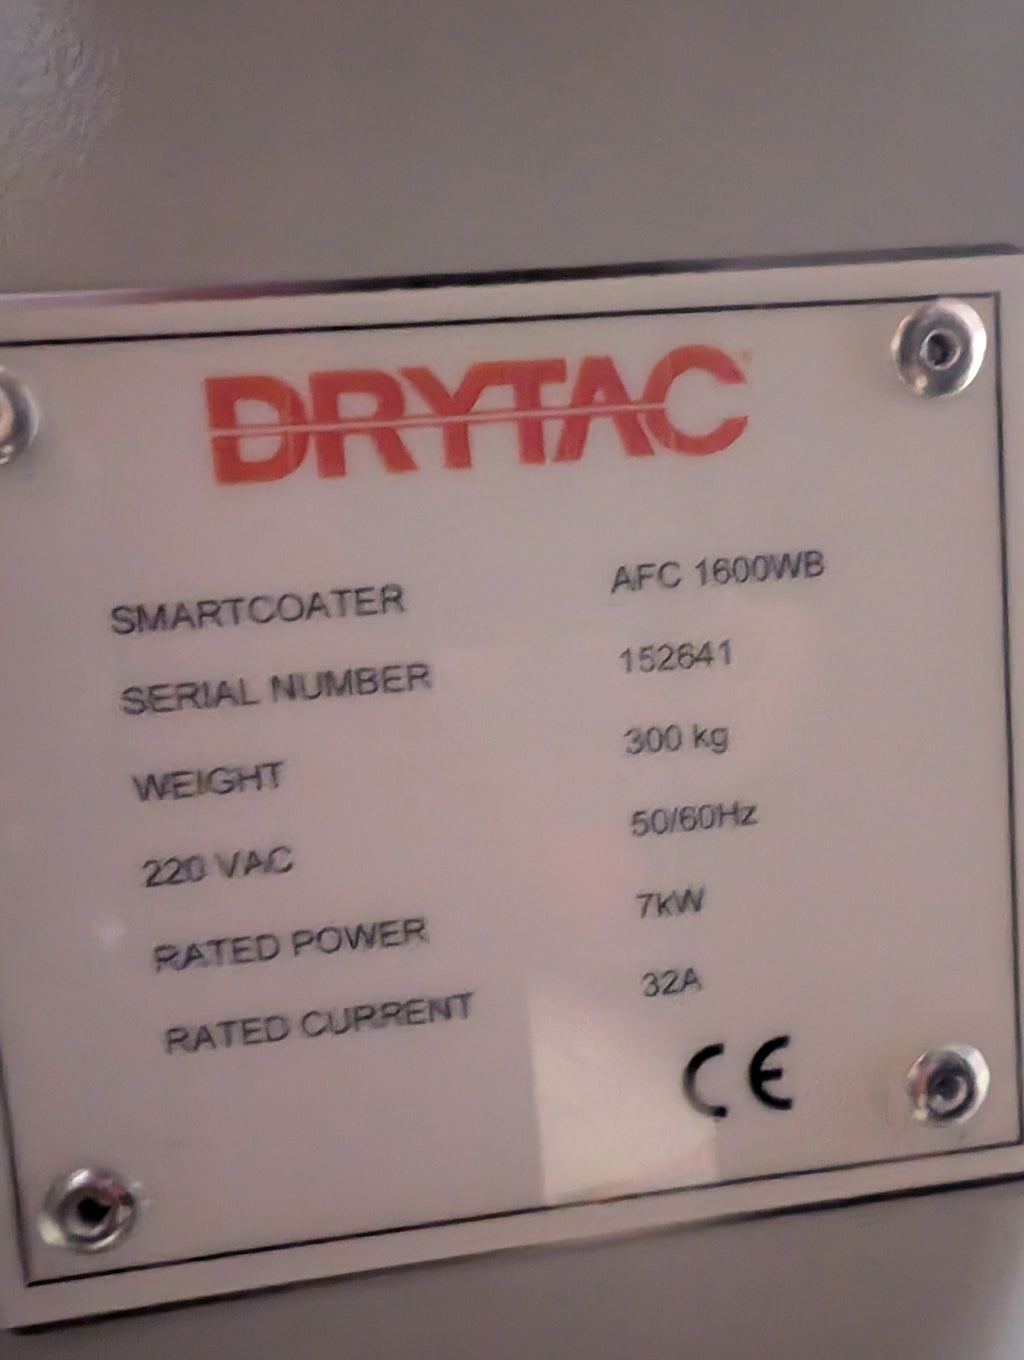 DRYTAC
SMARTCOATER AFC 1600WB
SERIAL NUMBER 152641
WEIGHT 300 kg
220 VAC 50/60Hz
RATED POWER 7kW
RATED CURRENT 32A
CE